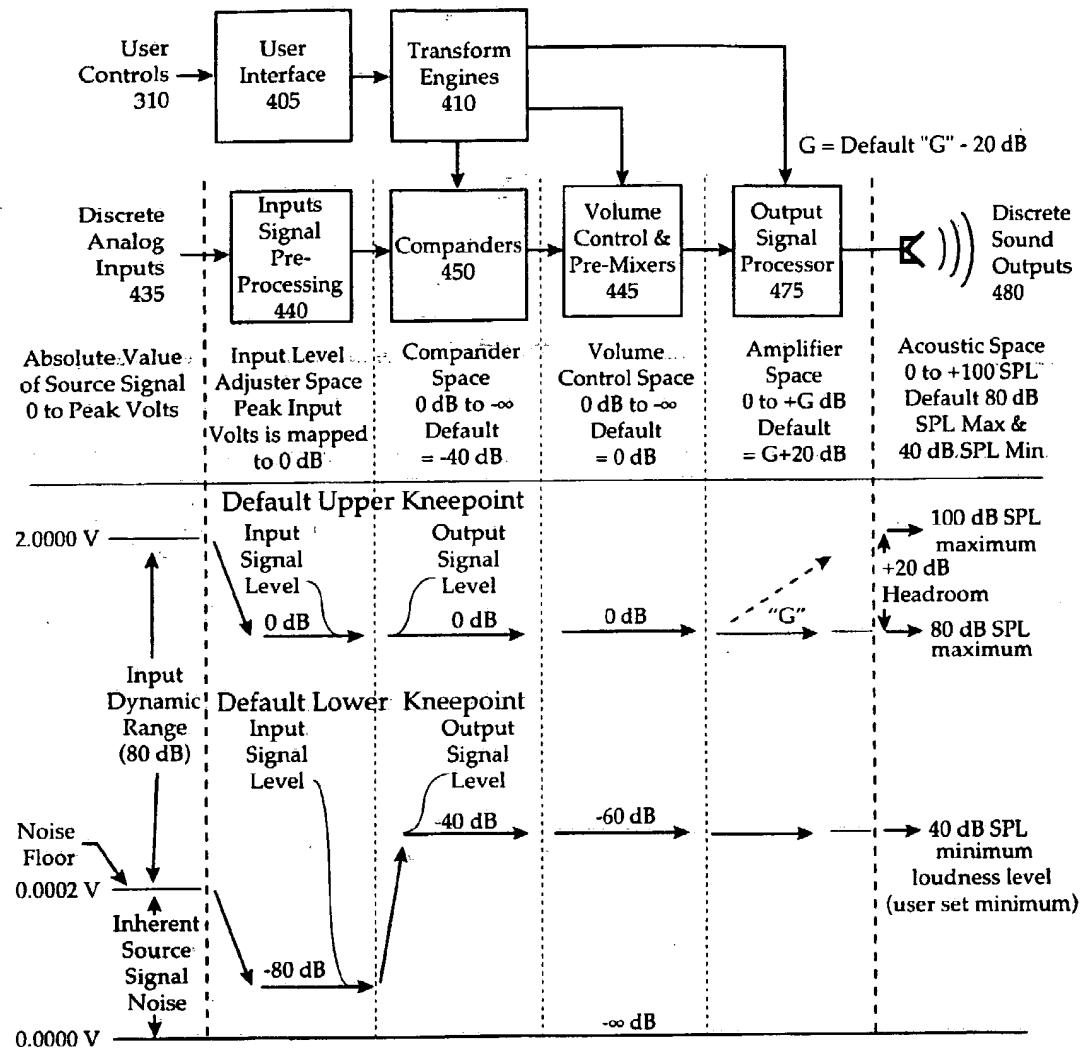 User
Controls
310
User
Interface
405
Transform
Engines
410
G = Default "G" - 20 dB
Discrete
Analog
Inputs
435
Inputs
Signal
Pre-
Processing
440
Companders
450
Volume
Control &
Pre-Mixers
445
Output
Signal
Processor
475
Discrete
Sound
Outputs
480
Absolute Value
of Source Signal
0 to Peak Volts
Input Level
Adjuster Space
Peak Input
Volts is mapped
to 0 dB
Compander
Space
0 dB to -∞
Default
= -40 dB
Volume
Control Space
0 dB to -∞
Default
= 0 dB
Amplifier
Space
0 to +G dB
Default
= G+20 dB
Acoustic Space
0 to +100 SPL
Default 80 dB
SPL Max &
40 dB SPL Min
Default Upper Kneepoint
2.0000 V
Input
Signal
Level
0 dB
Output
Signal
Level
0 dB
0 dB
"G"
100 dB SPL
maximum
+20 dB
Headroom
80 dB SPL
maximum
Input
Dynamic
Range
(80 dB)
Default Lower Kneepoint
Input
Signal
Level
Output
Signal
Level
-40 dB
-60 dB
40 dB SPL
minimum
loudness level
(user set minimum)
Noise
Floor
0.0002 V
Inherent
Source
Signal
Noise
-80 dB
-∞ dB
0.0000 V